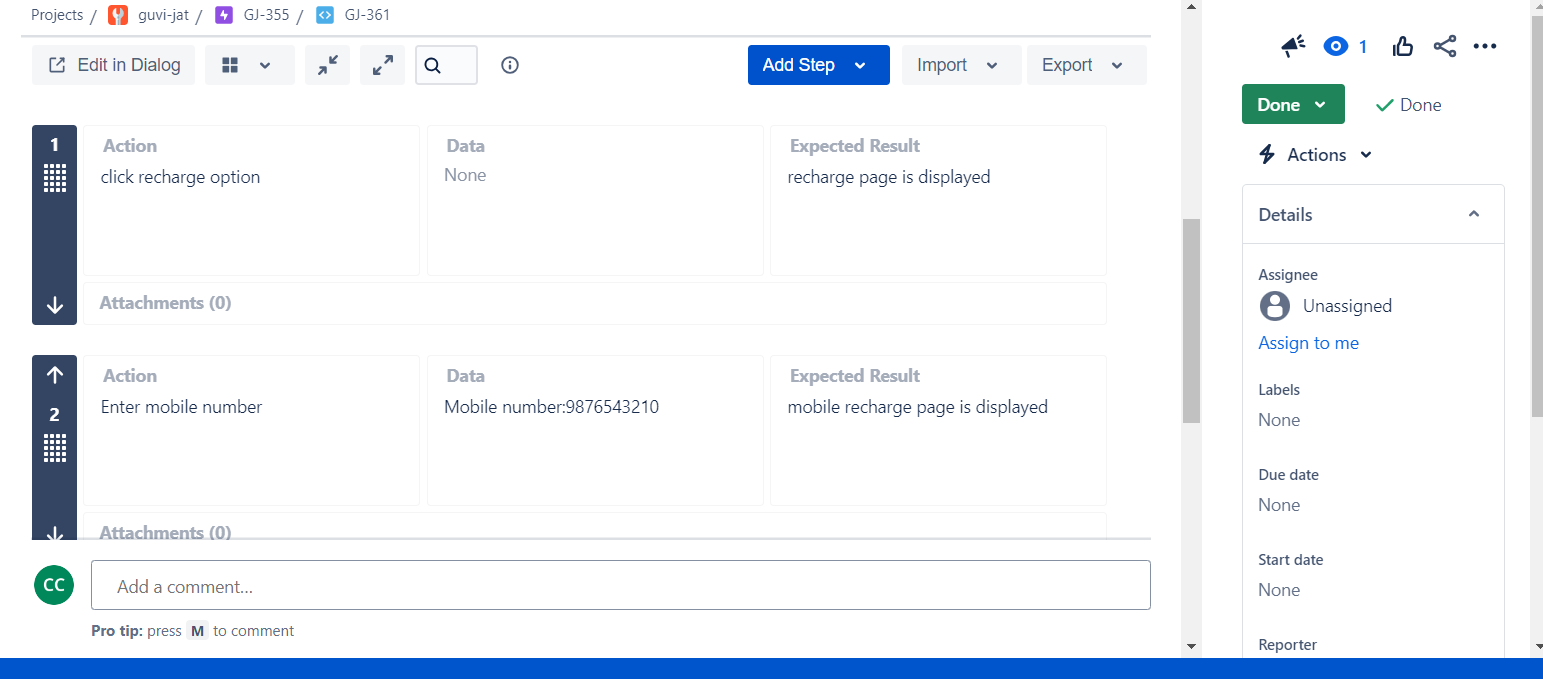 Projects / guvi-jat / GJ-355 / GJ-361
Edit in Dialog
Add Step
Import
Export
1
Action
click recharge option
Data
None
Expected Result
recharge page is displayed
Attachments (0)
2
Action
Enter mobile number
Data
Mobile number:9876543210
Expected Result
mobile recharge page is displayed
Attachments (0)
CC
Add a comment...
Pro tip: press M to comment
1
Done
Done
Actions
Details
Assignee
Unassigned
Assign to me
Labels
None
Due date
None
Start date
None
Reporter